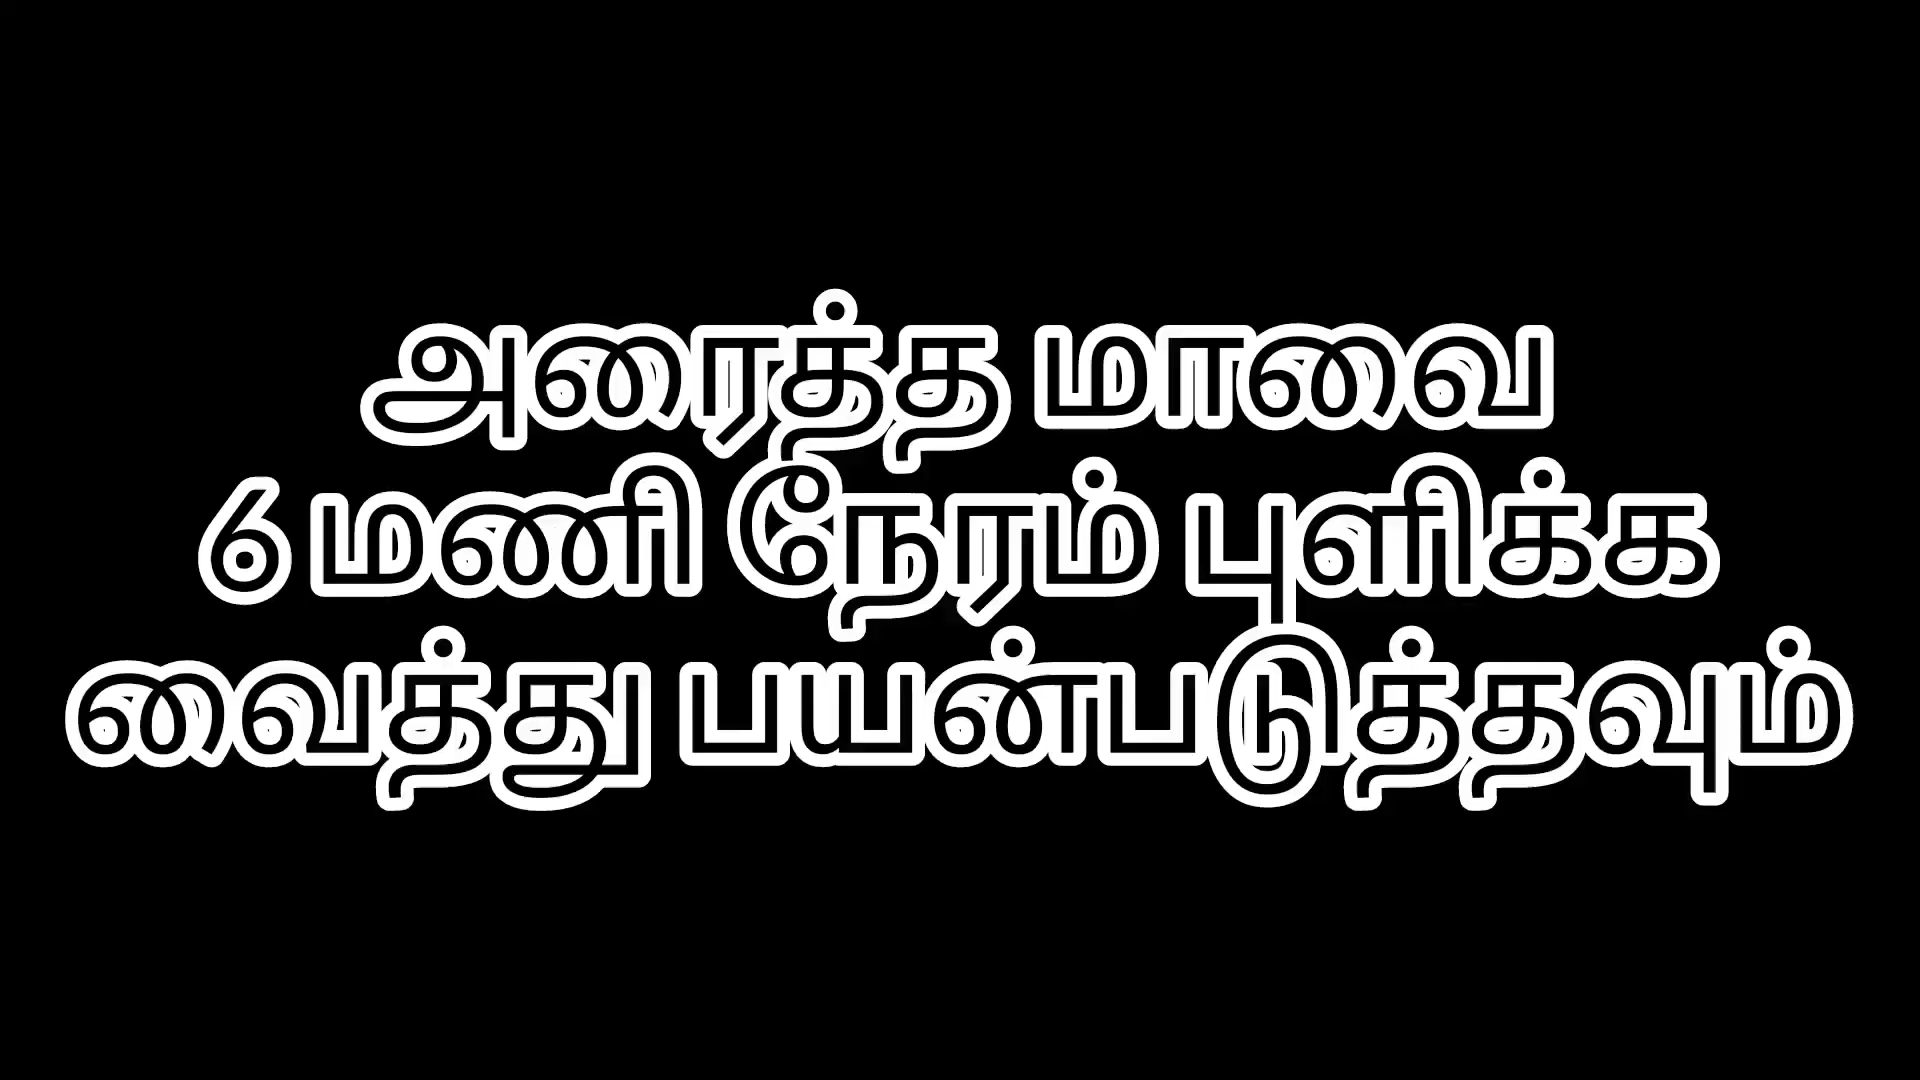 அரைத்த மாவை
6 மணி நேரம் புளிக்க
வைத்து பயன்படுத்தவும்